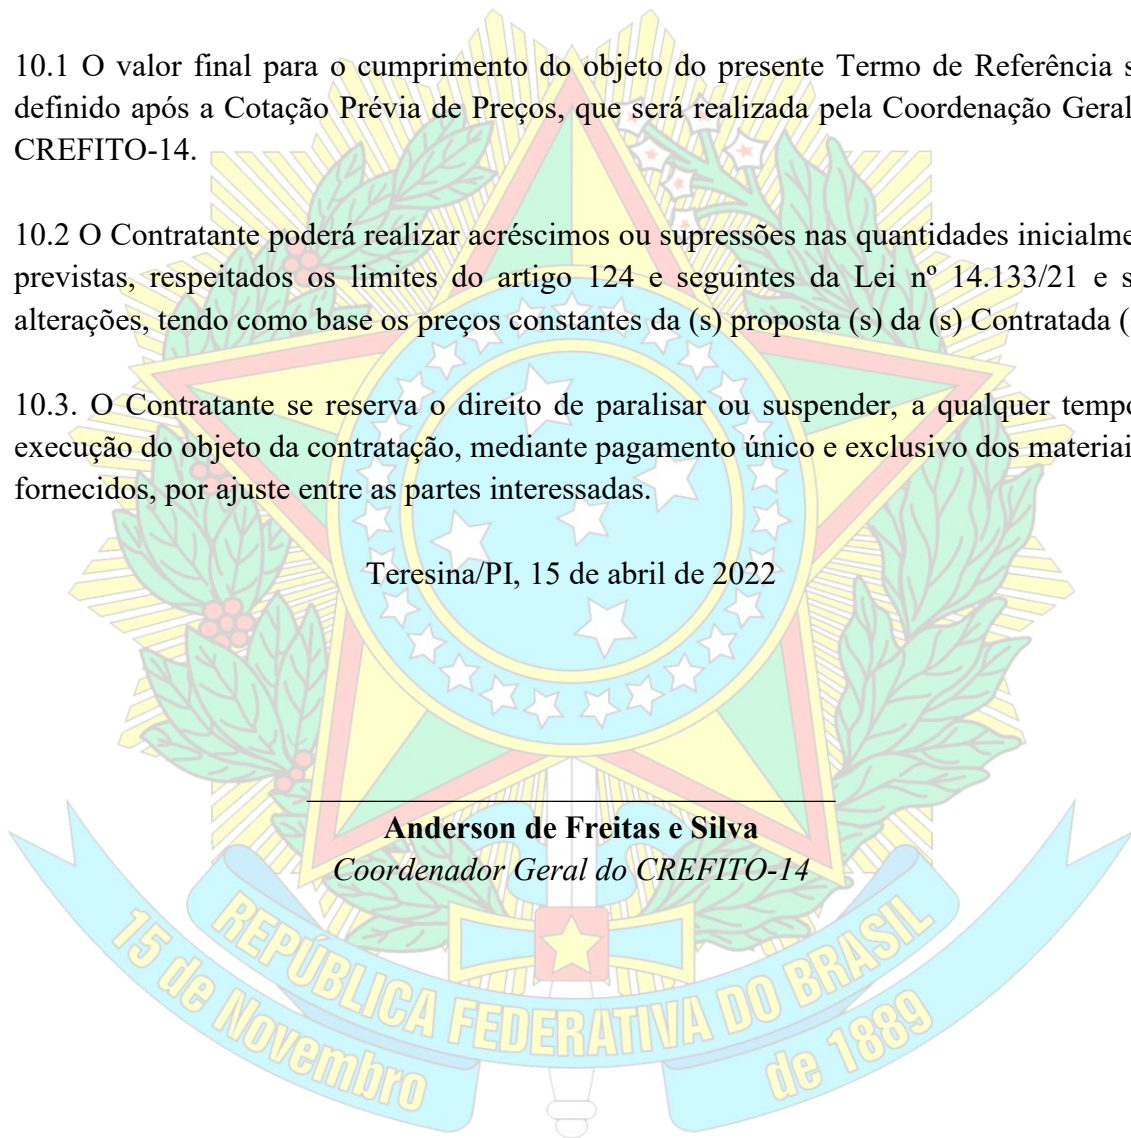 10.1 O valor final para o cumprimento do objeto do presente Termo de Referência s
definido após a Cotação Prévia de Preços, que será realizada pela Coordenação Geral
CREFITO-14.
10.2 O Contratante poderá realizar acréscimos ou supressões nas quantidades inicialme
previstas, respeitados os limites do artigo 124 e seguintes da Lei nº 14.133/21 e s
alterações, tendo como base os preços constantes da (s) proposta (s) da (s) Contratada (
10.3. O Contratante se reserva o direito de paralisar ou suspender, a qualquer tempo
execução do objeto da contratação, mediante pagamento único e exclusivo dos materiai
fornecidos, por ajuste entre as partes interessadas.
Teresina/PI, 15 de abril de 2022
Anderson de Freitas e Silva
Coordenador Geral do CREFITO-14
REPÚBLICA FEDERATIVA DO BRASIL
15 de Novembro
de 1889